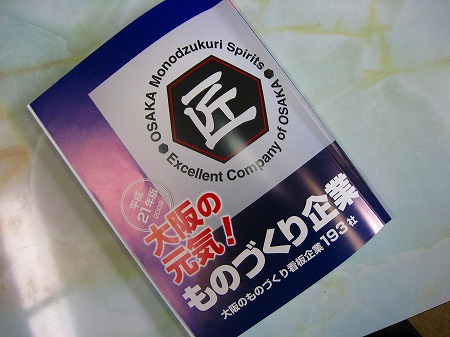 OSAKA Monodzukuri Spirits
匠
Excellent Company of OSAKA
平成
21年版
2009
大阪の
元気！
ものづくり企業
大阪のものづくり看板企業193社